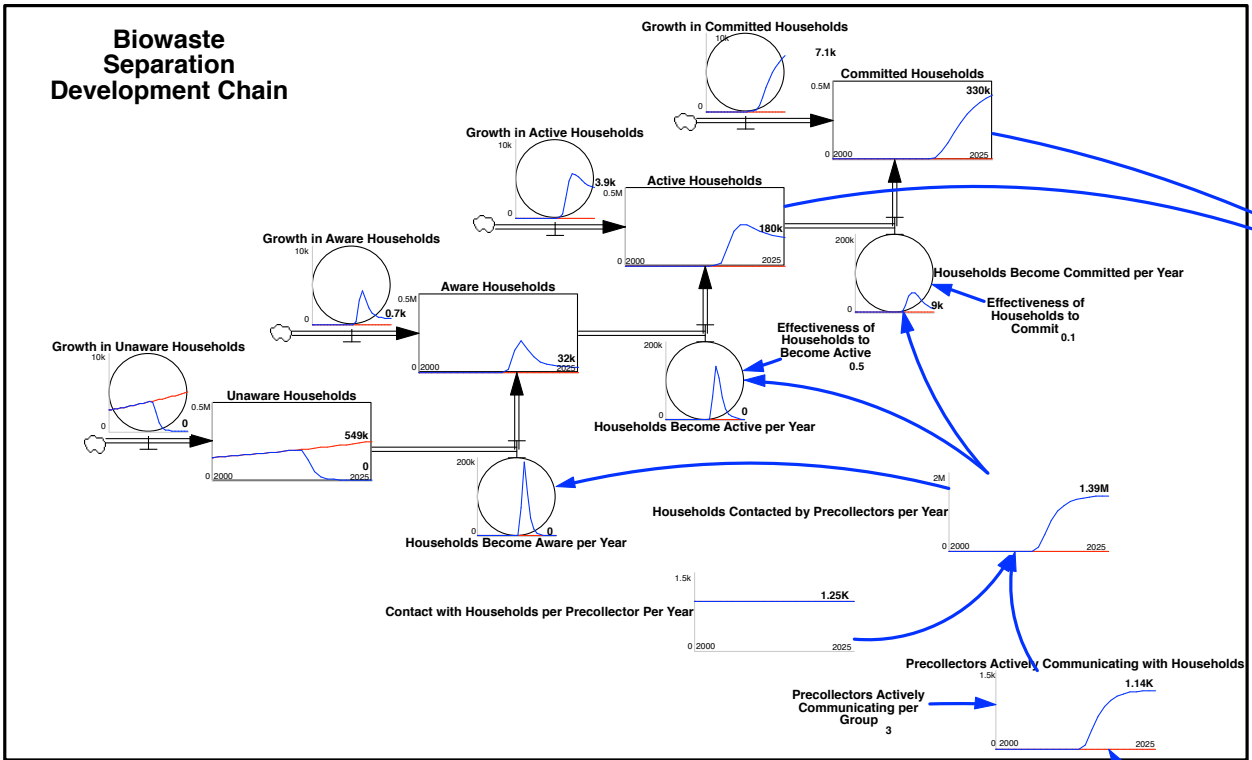 Biowaste
Separation
Development Chain
Growth in Committed Households
10k
0
7.1k
Committed Households
0.5M
330k
0 2000
2025
Growth in Active Households
10k
0
3.9k
Active Households
0.5M
180k
0 2000
2025
200k
0
9k
Households Become Committed per Year
Effectiveness of
Households to
Commit
0.1
Growth in Aware Households
10k
0
0.7k
Aware Households
0.5M
32k
0 2000
2025
Effectiveness of
Households to
Become Active
0.5
200k
0
0
Households Become Active per Year
Growth in Unaware Households
10k
0
0
Unaware Households
0.5M
549k
0
0 2000
2025
200k
0
0
Households Become Aware per Year
2M
1.39M
Households Contacted by Precollectors per Year
0 2000
2025
1.5k
1.25K
Contact with Households per Precollector Per Year
0 2000
2025
Precollectors Actively Communicating with Households
1.5k
1.14K
Precollectors Actively
Communicating per
Group
3
0 2000
2025